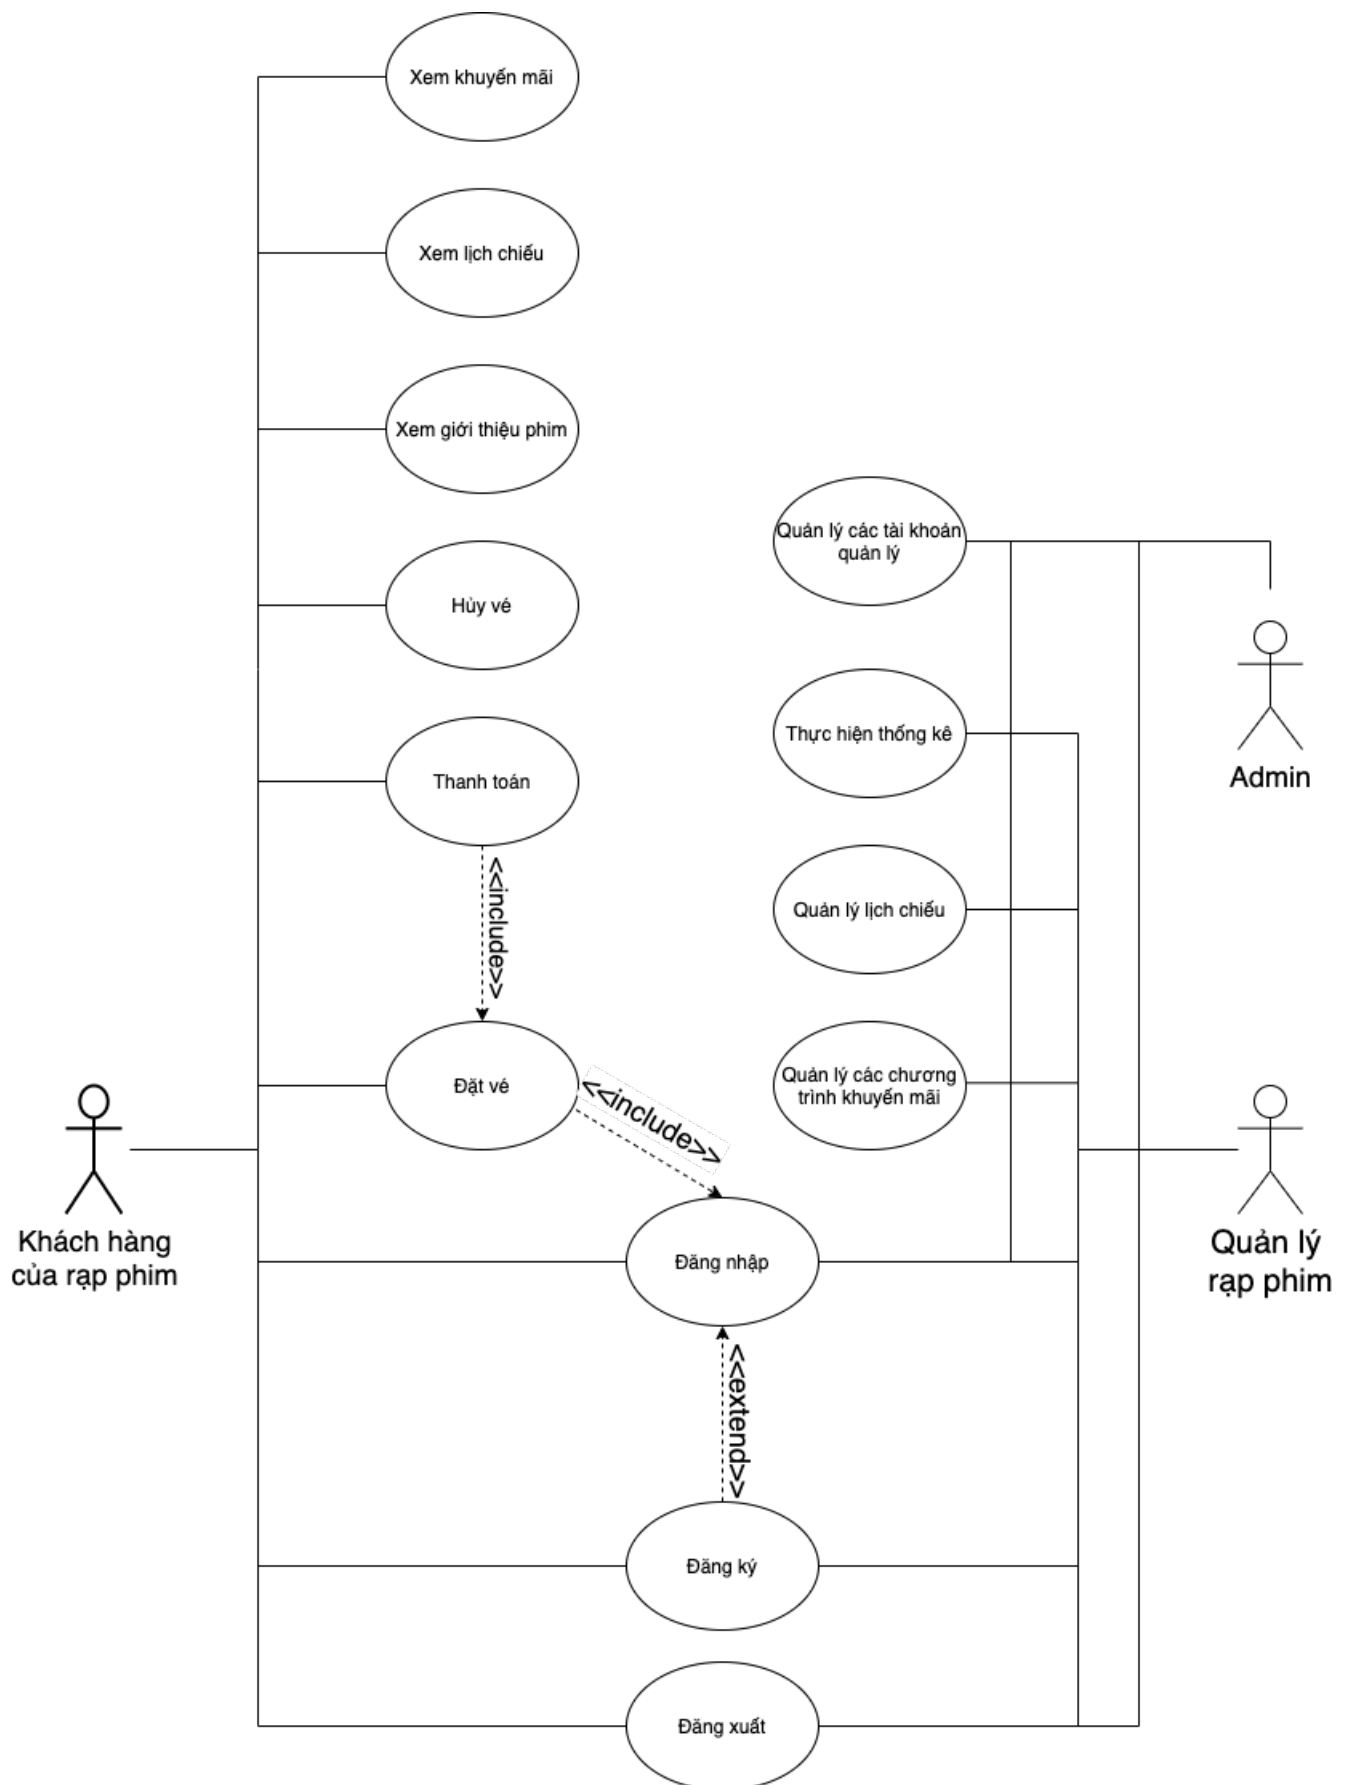 Xem khuyến mãi
Xem lịch chiếu
Xem giới thiệu phim
Quản lý các tài khoản
quản lý
Hủy vé
Thực hiện thống kê
Admin
Thanh toán
<<include>>
Quản lý lịch chiếu
Đặt vé
<<include>>
Quản lý các chương
trình khuyến mãi
Khách hàng
của rạp phim
Đăng nhập
Quản lý
rạp phim
<<extend>>
Đăng ký
Đăng xuất